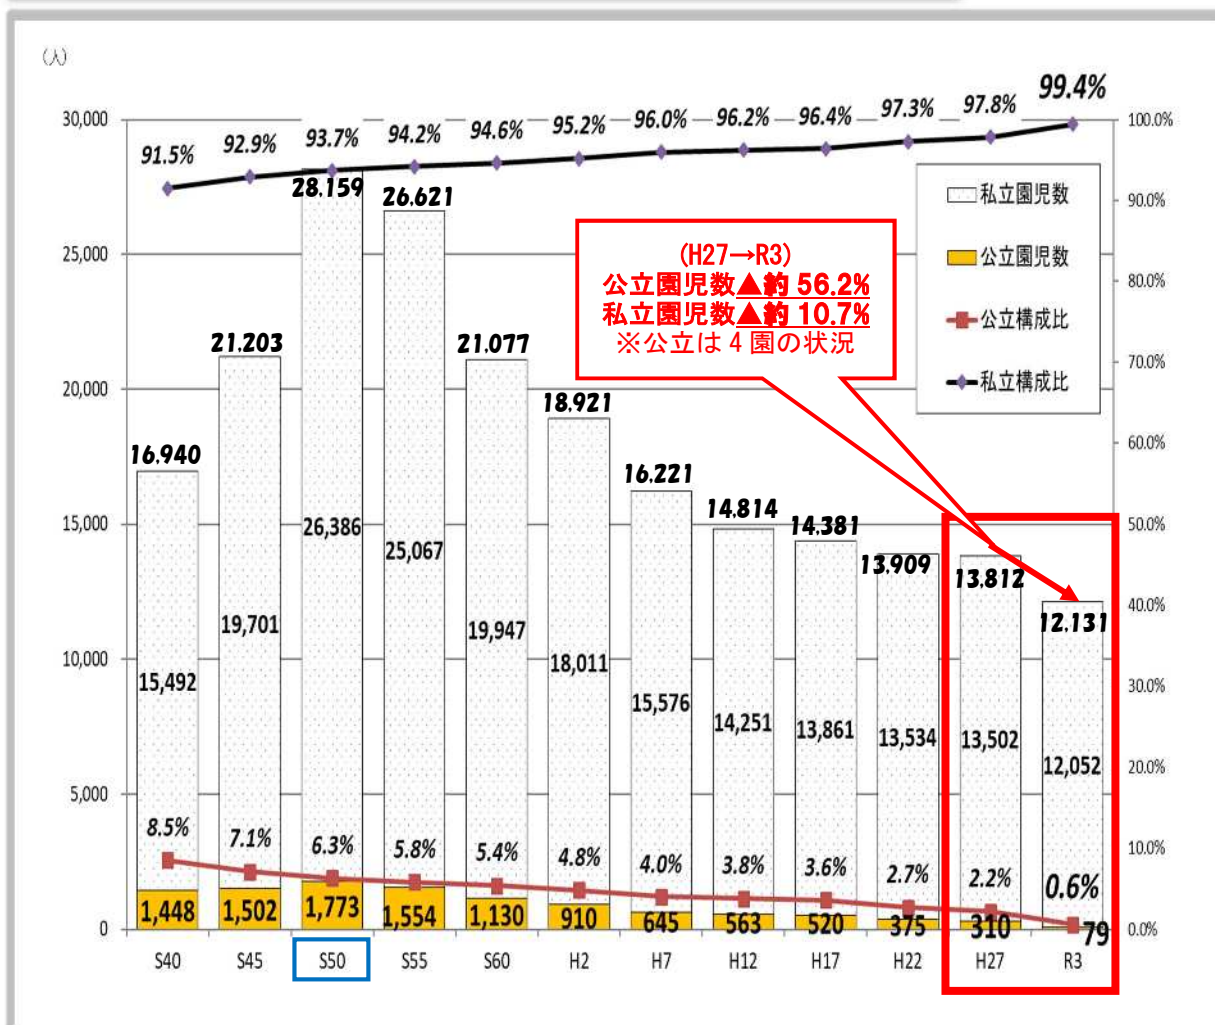 (人)
99.4%
91.5% 92.9% 93.7% 94.2% 94.6% 95.2% 96.0% 96.2% 96.4% 97.3% 97.8%
30,000
25,000
20,000
15,000
10,000
5,000
0
100.0%
90.0%
80.0%
70.0%
60.0%
50.0%
40.0%
30.0%
20.0%
10.0%
0.0%
私立園児数
公立園児数
公立構成比
私立構成比
(H27→R3)
公立園児数▲約 56.2%
私立園児数▲約 10.7%
※公立は 4 園の状況
16,940 21,203 28,159 26,621 21,077 18,921 16,221 14,814 14,381 13,909 13,812 12,131
15,492 19,701 26,386 25,067 19,947 18,011 15,576 14,251 13,861 13,534 13,502 12,052
8.5% 7.1% 6.3% 5.8% 5.4% 4.8% 4.0% 3.8% 3.6% 2.7% 2.2% 0.6%
1,448 1,502 1,773 1,554 1,130 910 645 563 520 375 310 79
S40 S45 S50 S55 S60 H2 H7 H12 H17 H22 H27 R3